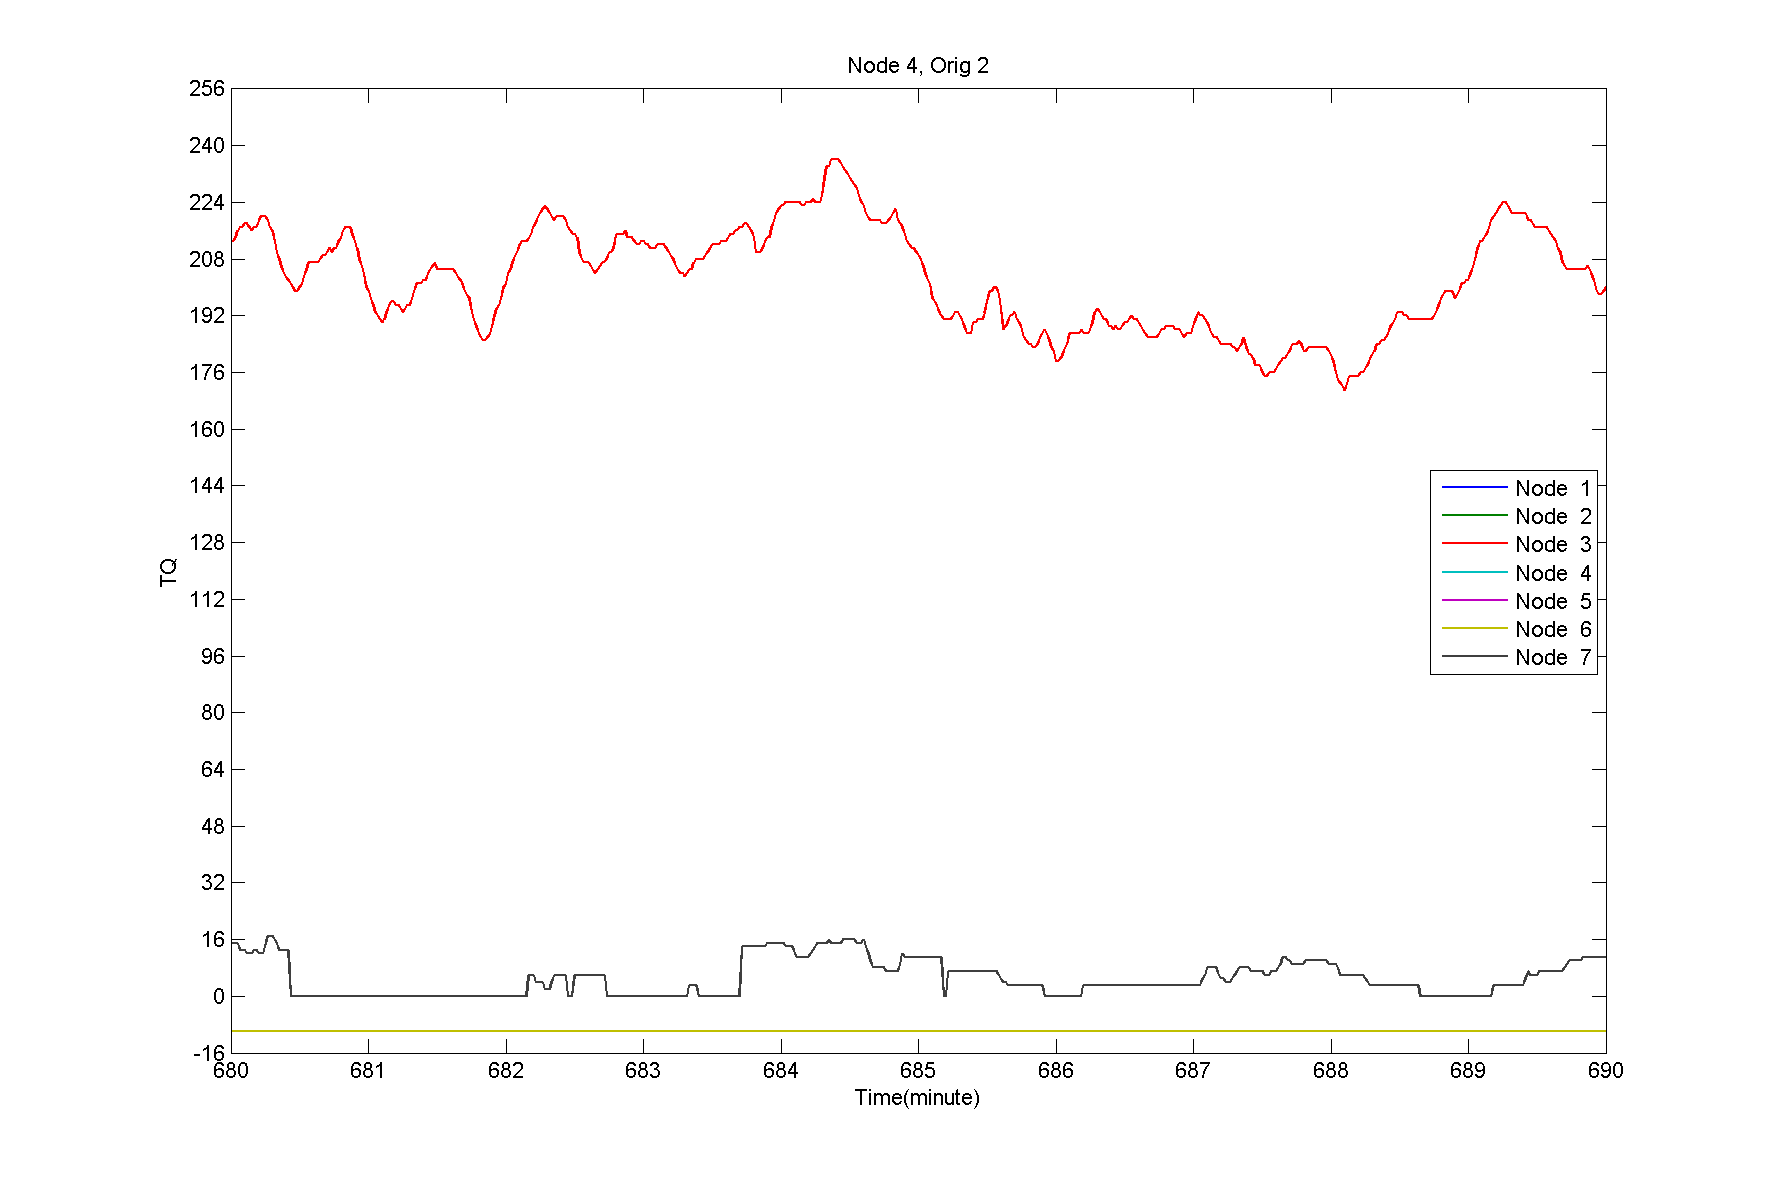 Node 4, Orig 2
256
240
224
208
192
176
160
144
128
112
96
80
64
48
32
16
0
-16
TQ
Node 1
Node 2
Node 3
Node 4
Node 5
Node 6
Node 7
680 681 682 683 684 685 686 687 688 689 690
Time(minute)